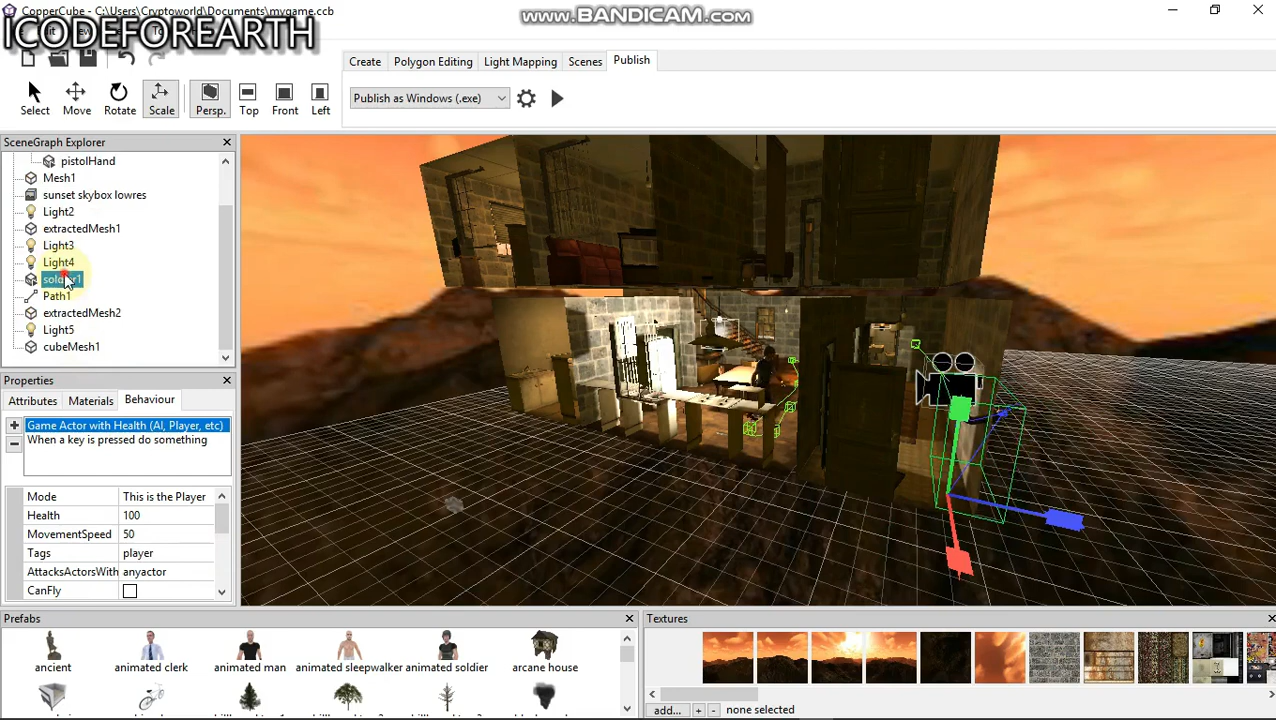 CopperCube - C:\Users\Cryptoworld\Documents\mygame.ccb
www.BANDICAM.com
ICODEFOREARTH
Create
Polygon Editing
Light Mapping
Scenes
Publish
Publish as Windows (.exe)
Select
Move
Rotate
Scale
Persp.
Top
Front
Left
SceneGraph Explorer
pistolHand
Mesh1
sunset skybox lowres
Light2
extractedMesh1
Light3
Light4
soldier1
Path1
extractedMesh2
Light5
cubeMesh1
Properties
Attributes
Materials
Behaviour
Game Actor with Health (AI, Player, etc)
When a key is pressed do something
Mode This is the Player
Health 100
MovementSpeed 50
Tags player
AttacksActorsWith anyactor
CanFly
Prefabs
ancient
animated clerk
animated man
animated sleepwalker
animated soldier
arcane house
Textures
add...
+
-
none selected